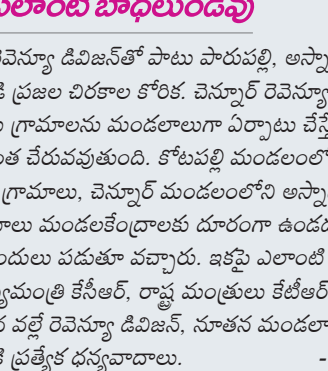 లాంటి బాధలుండవు
రెవెన్యూ డివిజన్‌తో పాటు పారుపల్లి, అస్నా
ప్రజల చిరకాల కోరిక. చెన్నూర్ రెవెన్యూ
గ్రామాలను మండలాలుగా ఏర్పాటు చేస్తే
చేరువవుతుంది. కోటపల్లి మండలంలో
గ్రామాలు, చెన్నూర్ మండలంలోని అస్నా
మండలకేంద్రాలకు దూరంగా ఉండడ
పడుతూ వచ్చారు. ఇకపై ఎలాంటి
కేసీఆర్, రాష్ట్ర మంత్రులు కేటీఆర్
వల్లే రెవెన్యూ డివిజన్, నూతన మండలా
ప్రత్యేక ధన్యవాదాలు. -